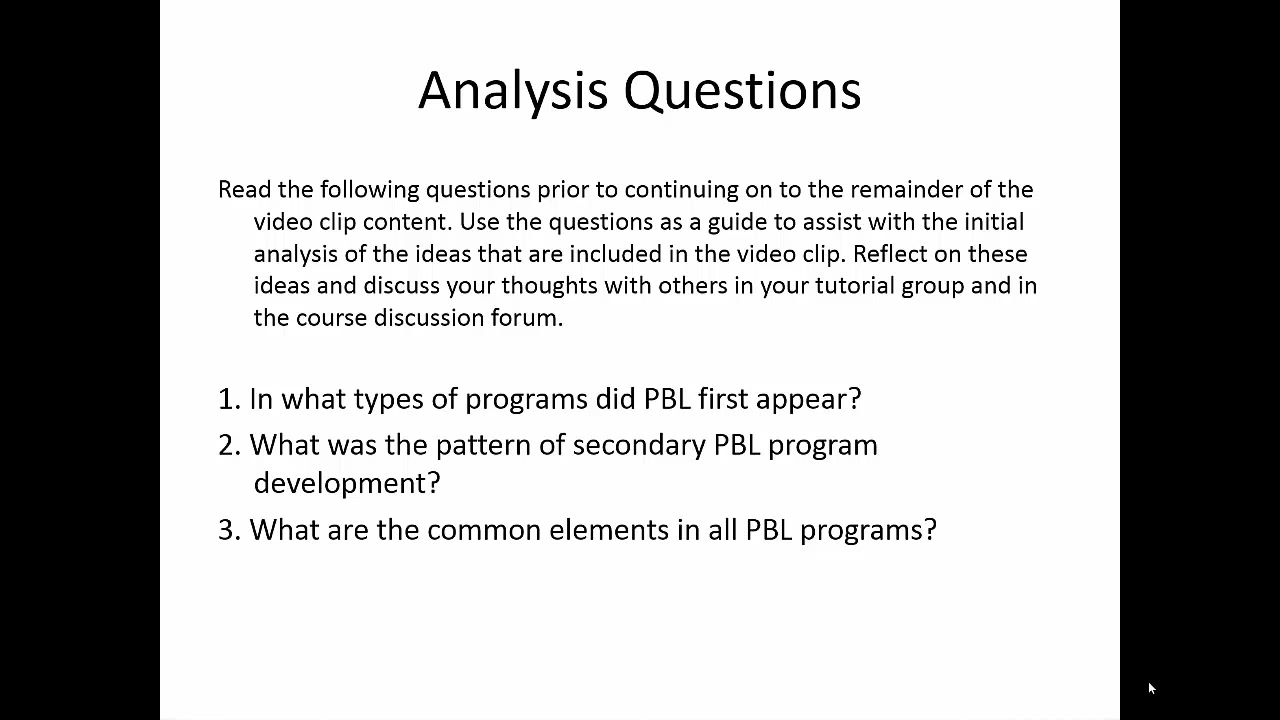 Analysis Questions
Read the following questions prior to continuing on to the remainder of the
video clip content. Use the questions as a guide to assist with the initial
analysis of the ideas that are included in the video clip. Reflect on these
ideas and discuss your thoughts with others in your tutorial group and in
the course discussion forum.
1. In what types of programs did PBL first appear?
2. What was the pattern of secondary PBL program
development?
3. What are the common elements in all PBL programs?